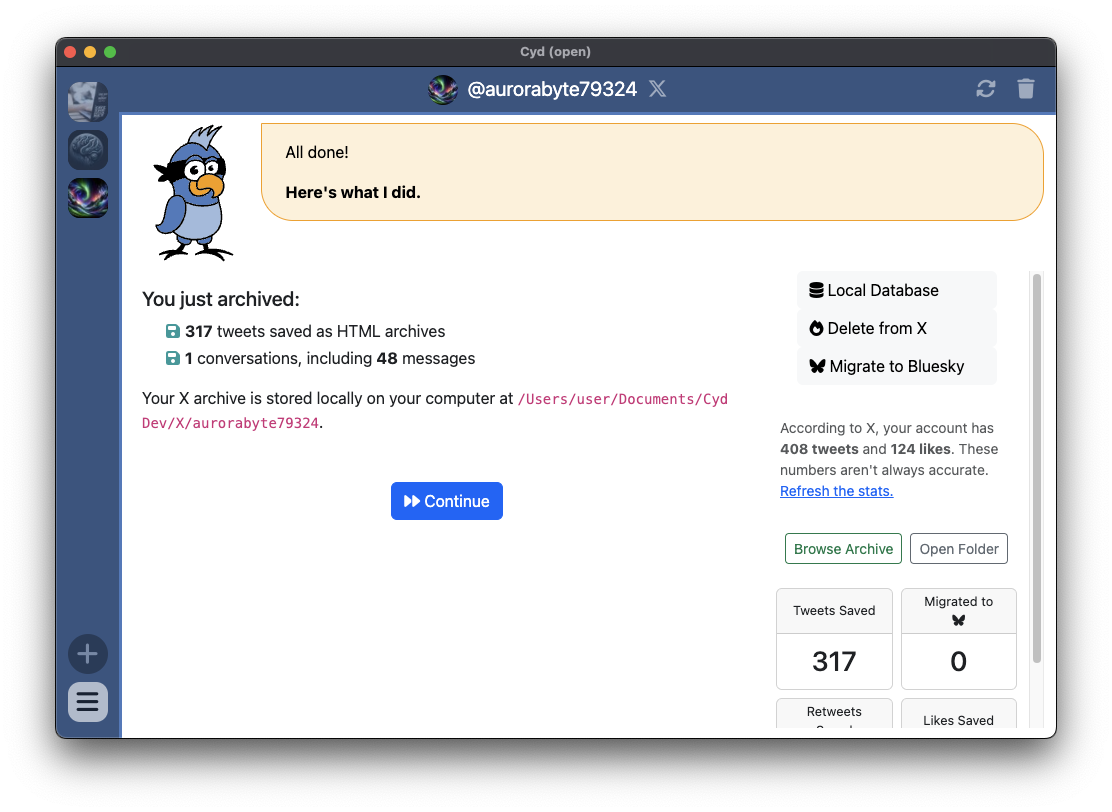 Cyd (open)
@aurorabyte79324
All done!
Here's what I did.
You just archived:
317 tweets saved as HTML archives
1 conversations, including 48 messages
Your X archive is stored locally on your computer at /Users/user/Documents/Cyd
Dev/X/aurorabyte79324.
Continue
Local Database
Delete from X
Migrate to Bluesky
According to X, your account has
408 tweets and 124 likes. These
numbers aren't always accurate.
Refresh the stats.
Browse Archive
Open Folder
Tweets Saved
317
Migrated to
0
Retweets
Likes Saved